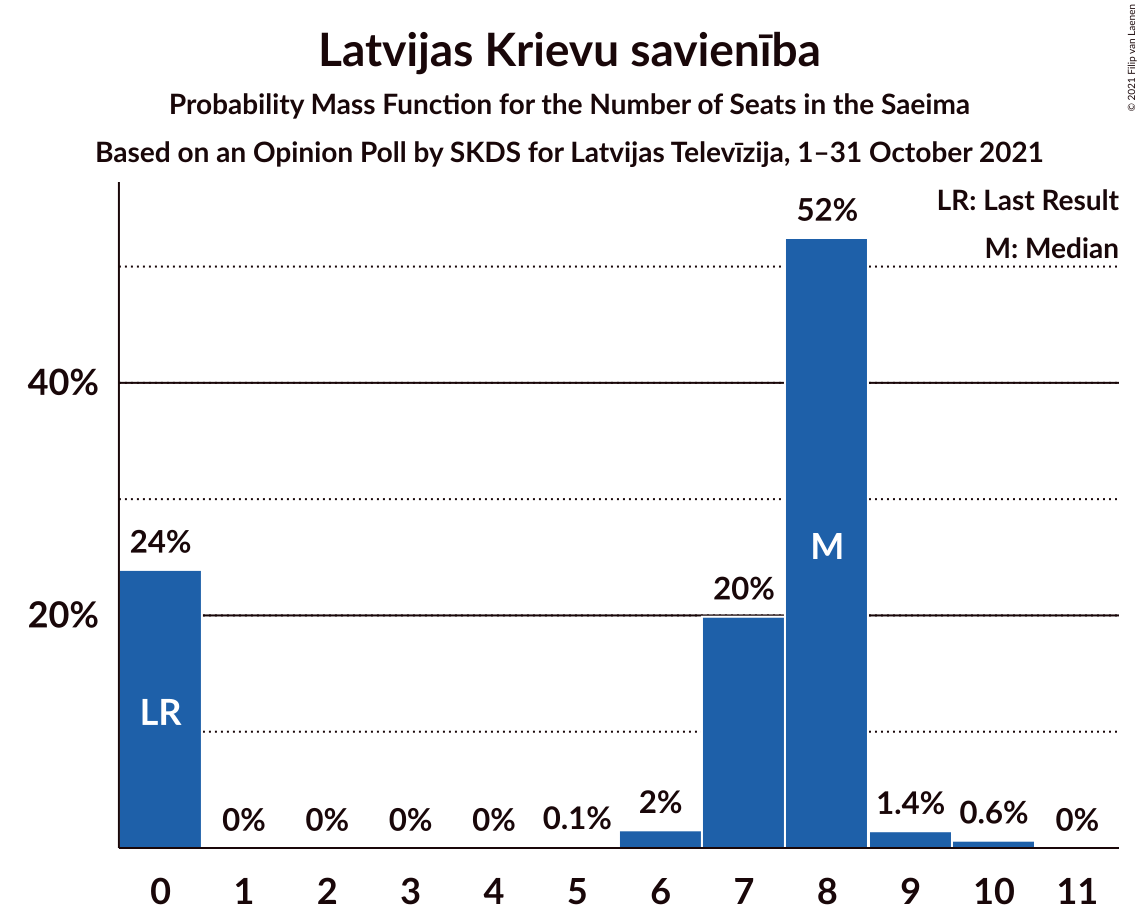 Latvijas Krievu savienība
Probability Mass Function for the Number of Seats in the Saeima
Based on an Opinion Poll by SKDS for Latvijas Televīzija, 1–31 October 2021
© 2021 Filip van Laenen
LR: Last Result
M: Median
52%
40%
24%
M
20%
20%
LR
0%
0%
0%
0%
0.1%
2%
1.4%
0.6%
0%
0 1 2 3 4 5 6 7 8 9 10 11